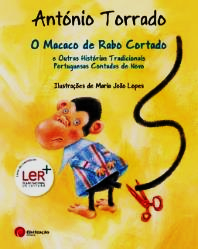 António Torrado
O Macaco de Rabo Cortado
e Outras Histórias Tradicionais
Portuguesas Contadas de Novo
Ilustrações de Maria João Lopes
LER+